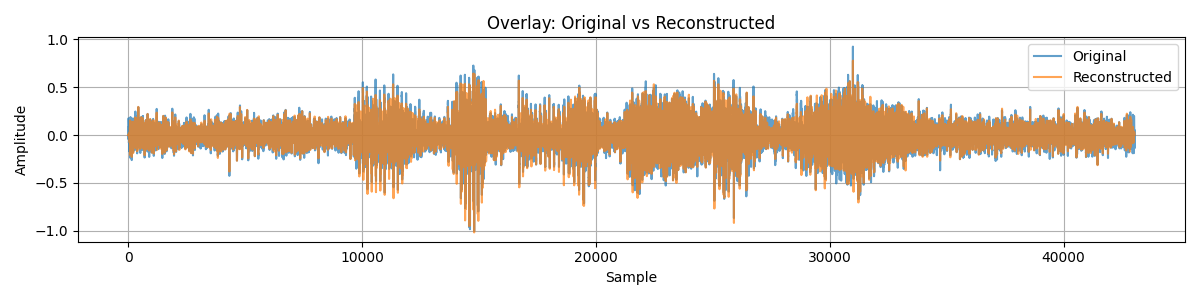 Overlay: Original vs Reconstructed
Amplitude
1.0
0.5
0.0
−0.5
−1.0
Original
Reconstructed
0 10000 20000 30000 40000
Sample